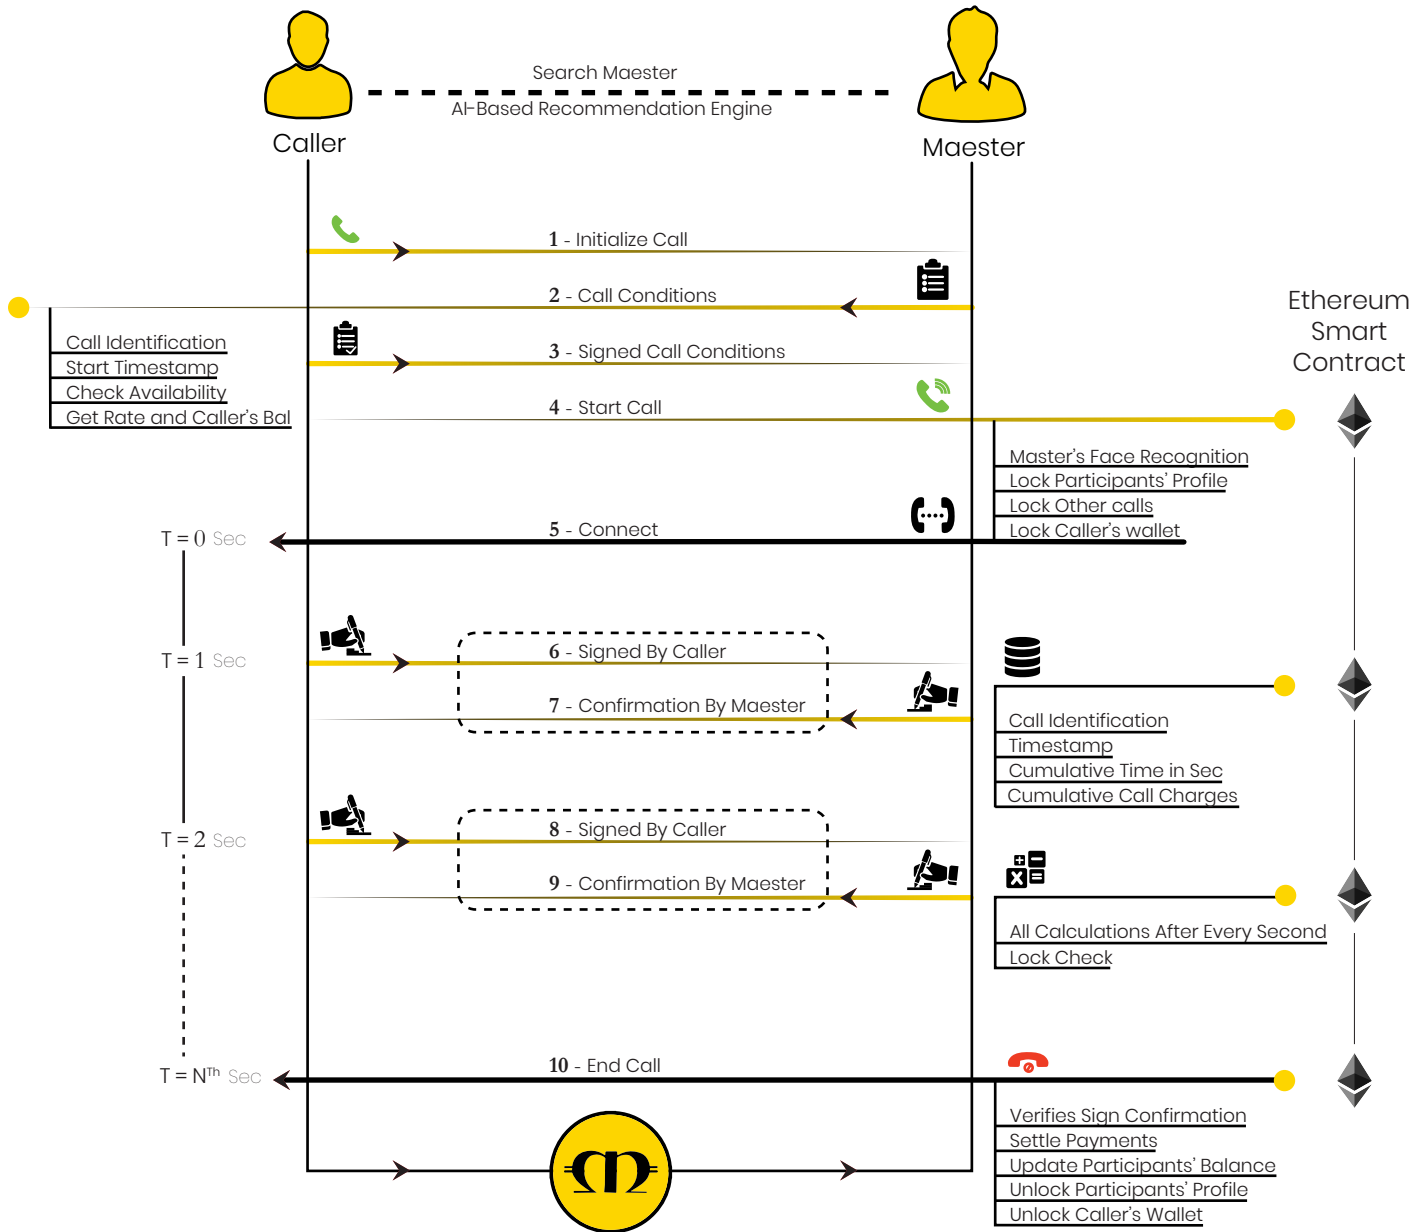 Search Maester
AI-Based Recommendation Engine
Caller
Maester
1 - Initialize Call
2 - Call Conditions
Call Identification
Start Timestamp
Check Availability
Get Rate and Caller's Bal
3 - Signed Call Conditions
4 - Start Call
Ethereum
Smart
Contract
Master's Face Recognition
Lock Participants' Profile
Lock Other calls
Lock Caller's wallet
5 - Connect
T = 0 Sec
6 - Signed By Caller
T = 1 Sec
7 - Confirmation By Maester
Call Identification
Timestamp
Cumulative Time in Sec
Cumulative Call Charges
8 - Signed By Caller
T = 2 Sec
9 - Confirmation By Maester
All Calculations After Every Second
Lock Check
10 - End Call
T = Nᵀʰ Sec
Verifies Sign Confirmation
Settle Payments
Update Participants' Balance
Unlock Participants' Profile
Unlock Caller's Wallet